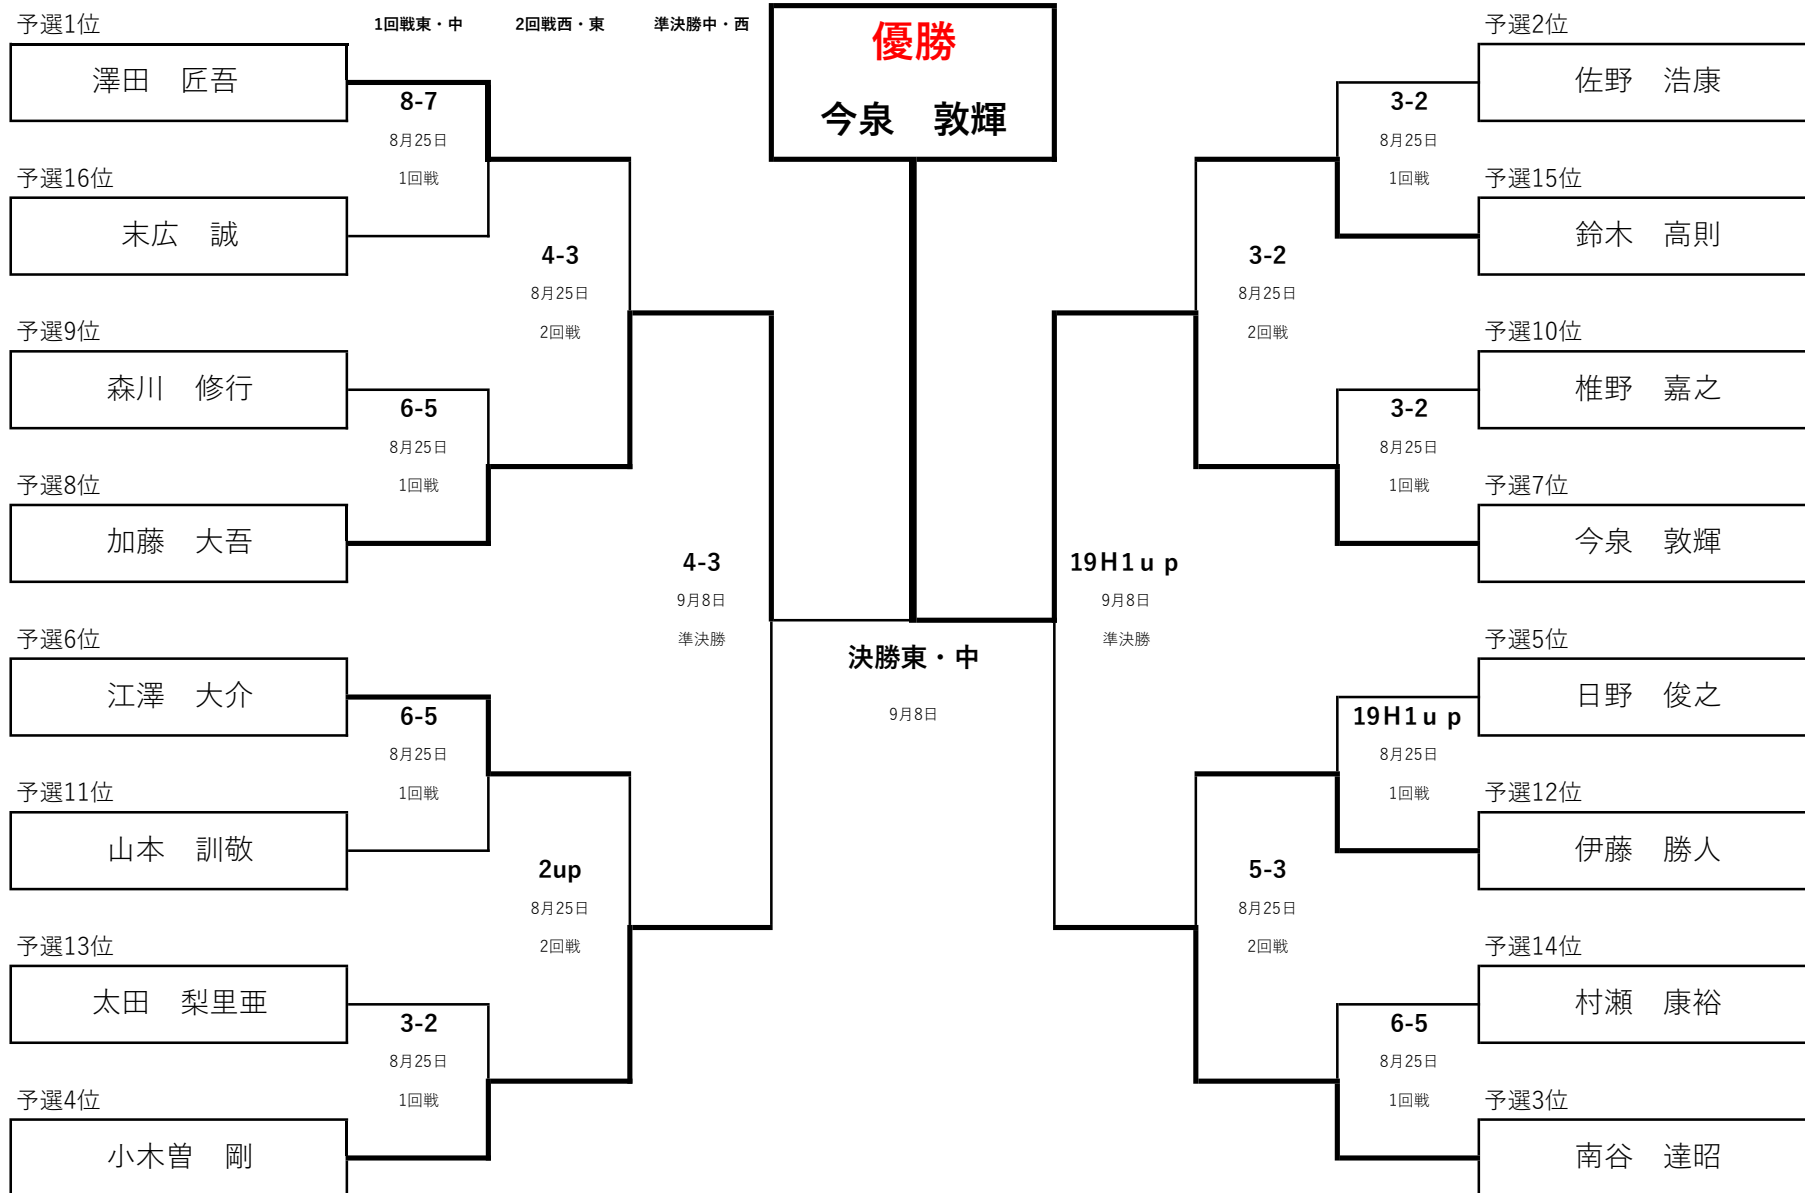 予選1位
1回戦東・中
2回戦西・東
準決勝中・西
優勝
今泉　敦輝
予選2位
澤田　匠吾
8-7
8月25日
1回戦
佐野　浩康
3-2
8月25日
1回戦
予選16位
末広　誠
予選15位
鈴木　高則
4-3
8月25日
2回戦
3-2
8月25日
2回戦
予選9位
森川　修行
6-5
8月25日
1回戦
予選10位
椎野　嘉之
3-2
8月25日
1回戦
予選8位
加藤　大吾
予選7位
今泉　敦輝
4-3
9月8日
準決勝
19H1ｕｐ
9月8日
準決勝
決勝東・中
9月8日
予選6位
江澤　大介
6-5
8月25日
1回戦
予選5位
日野　俊之
19H1ｕｐ
8月25日
1回戦
予選11位
山本　訓敬
予選12位
伊藤　勝人
2up
8月25日
2回戦
5-3
8月25日
2回戦
予選13位
太田　梨里亜
3-2
8月25日
1回戦
予選14位
村瀬　康裕
6-5
8月25日
1回戦
予選4位
小木曽　剛
予選3位
南谷　達昭